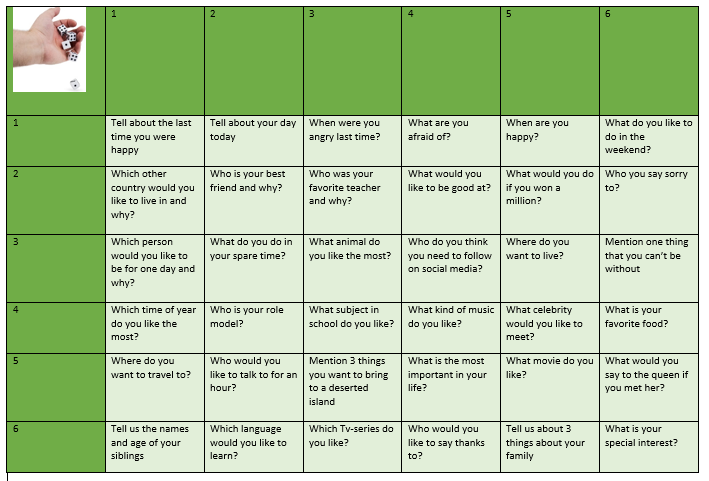 1
2
3
4
5
6
1
Tell about the last
time you were
happy
Tell about your day
today
When were you
angry last time?
What are you
afraid of?
When are you
happy?
What do you like to
do in the
weekend?
2
Which other
country would you
like to live in and
why?
Who is your best
friend and why?
Who was your
favorite teacher
and why?
What would you
like to be good at?
What would you do
if you won a
million?
Who you say sorry
to?
3
Which person
would you like to
be for one day and
why?
What do you do in
your spare time?
What animal do
you like the most?
Who do you think
you need to follow
on social media?
Where do you
want to live?
Mention one thing
that you can't be
without
4
Which time of year
do you like the
most?
Who is your role
model?
What subject in
school do you like?
What kind of music
do you like?
What celebrity
would you like to
meet?
What is your
favorite food?
5
Where do you
want to travel to?
Who would you
like to talk to for an
hour?
Mention 3 things
you want to bring
to a deserted
island
What is the most
important in your
life?
What movie do you
like?
What would you
say to the queen if
you met her?
6
Tell us the names
and age of your
siblings
Which language
would you like to
learn?
Which Tv-series do
you like?
Who would you
like to say thanks
to?
Tell us about 3
things about your
family
What is your
special interest?